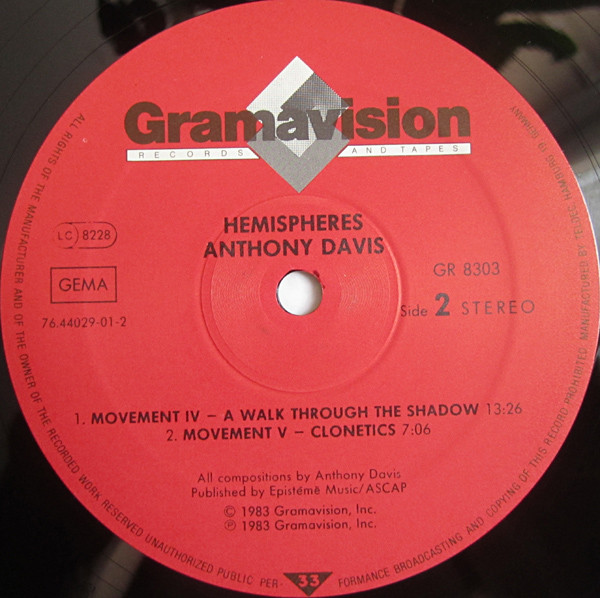 Gramavision
RECORDS AND TAPES
HEMISPHERES
ANTHONY DAVIS
LC 8228
GEMA
76.44029-01-2
GR 8303
Side 2 STEREO
1. MOVEMENT IV – A WALK THROUGH THE SHADOW 13:26
2. MOVEMENT V – CLONETICS 7:06
All compositions by Anthony Davis
Published by Epistēmē Music/ASCAP
© 1983 Gramavision, Inc.
℗ 1983 Gramavision, Inc.
33
ALL RIGHTS OF THE MANUFACTURER AND OF THE OWNER OF THE RECORDED WORK RESERVED UNAUTHORIZED PUBLIC PER- FORMANCE BROADCASTING AND COPYING OF THIS RECORD PROHIBITED. MANUFACTURED BY TELDEC HAMBURG 19 GERMANY